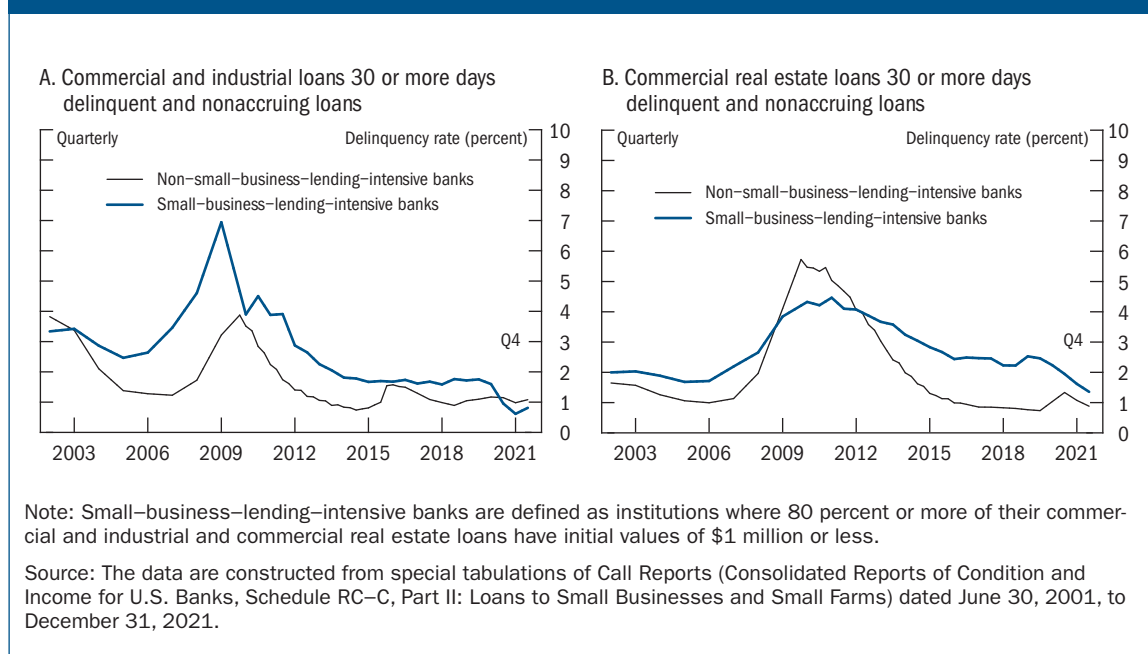 A. Commercial and industrial loans 30 or more days
delinquent and nonaccruing loans
Quarterly
Delinquency rate (percent)
Non–small–business–lending–intensive banks
Small–business–lending–intensive banks
Q4
10
9
8
7
6
5
4
3
2
1
0
2003 2006 2009 2012 2015 2018 2021
B. Commercial real estate loans 30 or more days
delinquent and nonaccruing loans
Quarterly
Delinquency rate (percent)
Non–small–business–lending–intensive banks
Small–business–lending–intensive banks
Q4
10
9
8
7
6
5
4
3
2
1
0
2003 2006 2009 2012 2015 2018 2021
Note: Small–business–lending–intensive banks are defined as institutions where 80 percent or more of their commer-
cial and industrial and commercial real estate loans have initial values of $1 million or less.
Source: The data are constructed from special tabulations of Call Reports (Consolidated Reports of Condition and
Income for U.S. Banks, Schedule RC–C, Part II: Loans to Small Businesses and Small Farms) dated June 30, 2001, to
December 31, 2021.